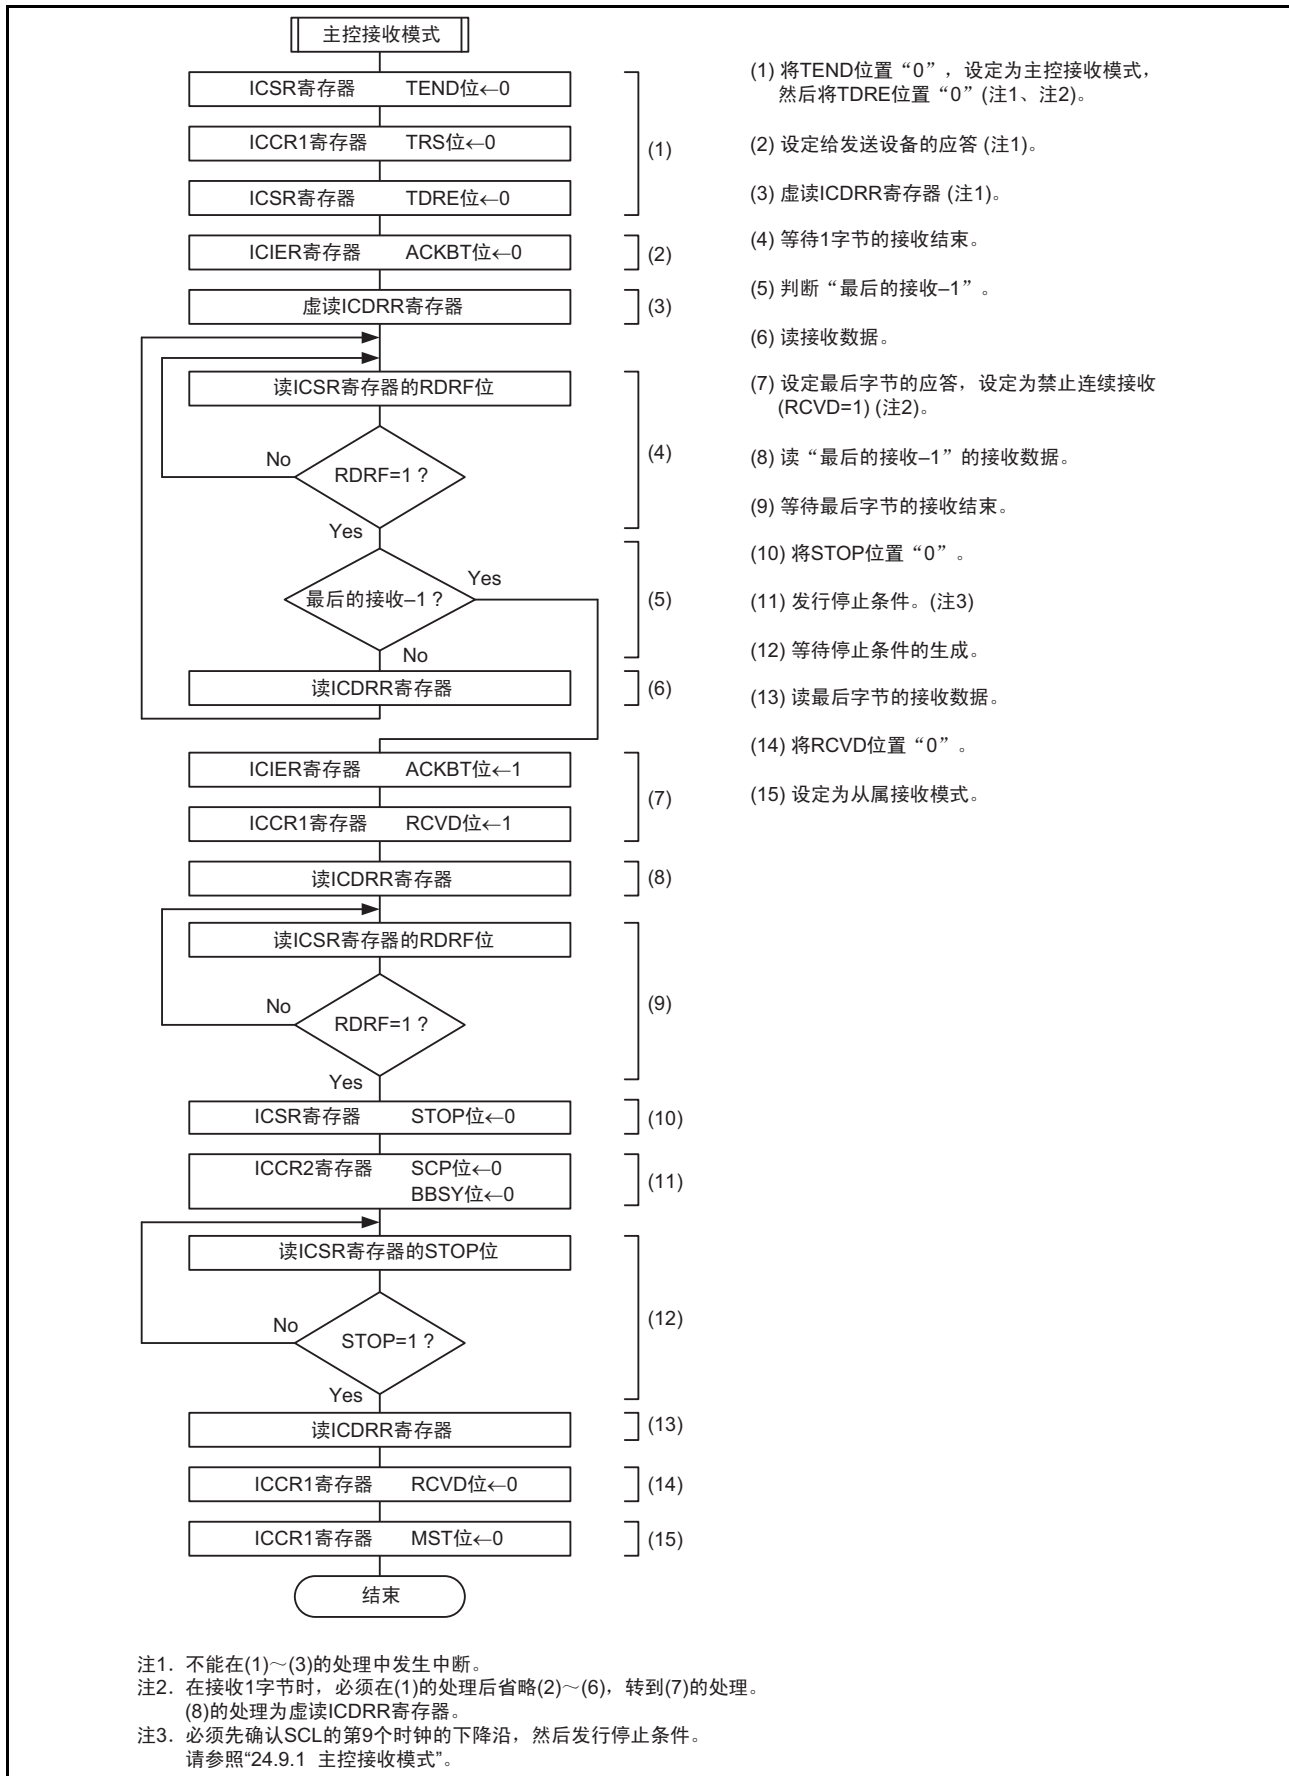 主控接收模式
ICSR寄存器 TEND位←0
ICCR1寄存器 TRS位←0
ICSR寄存器 TDRE位←0
(1)
ICIER寄存器 ACKBT位←0
(2)
虚读ICDRR寄存器
(3)
读ICSR寄存器的RDRF位
No
RDRF=1 ?
(4)
Yes
最后的接收–1 ?
Yes
(5)
No
读ICDRR寄存器
(6)
ICIER寄存器 ACKBT位←1
ICCR1寄存器 RCVD位←1
(7)
读ICDRR寄存器
(8)
读ICSR寄存器的RDRF位
No
RDRF=1 ?
(9)
Yes
ICSR寄存器 STOP位←0
(10)
ICCR2寄存器 SCP位←0
BBSY位←0
(11)
读ICSR寄存器的STOP位
No
STOP=1 ?
(12)
Yes
读ICDRR寄存器
(13)
ICCR1寄存器 RCVD位←0
(14)
ICCR1寄存器 MST位←0
(15)
结束
(1) 将TEND位置“0”，设定为主控接收模式，
然后将TDRE位置“0”(注1、注2)。
(2) 设定给发送设备的应答 (注1)。
(3) 虚读ICDRR寄存器 (注1)。
(4) 等待1字节的接收结束。
(5) 判断“最后的接收–1”。
(6) 读接收数据。
(7) 设定最后字节的应答，设定为禁止连续接收
(RCVD=1) (注2)。
(8) 读“最后的接收–1”的接收数据。
(9) 等待最后字节的接收结束。
(10) 将STOP位置“0”。
(11) 发行停止条件。(注3)
(12) 等待停止条件的生成。
(13) 读最后字节的接收数据。
(14) 将RCVD位置“0”。
(15) 设定为从属接收模式。
注1. 不能在(1)～(3)的处理中发生中断。
注2. 在接收1字节时，必须在(1)的处理后省略(2)～(6)，转到(7)的处理。
(8)的处理为虚读ICDRR寄存器。
注3. 必须先确认SCL的第9个时钟的下降沿，然后发行停止条件。
请参照“24.9.1 主控接收模式”。